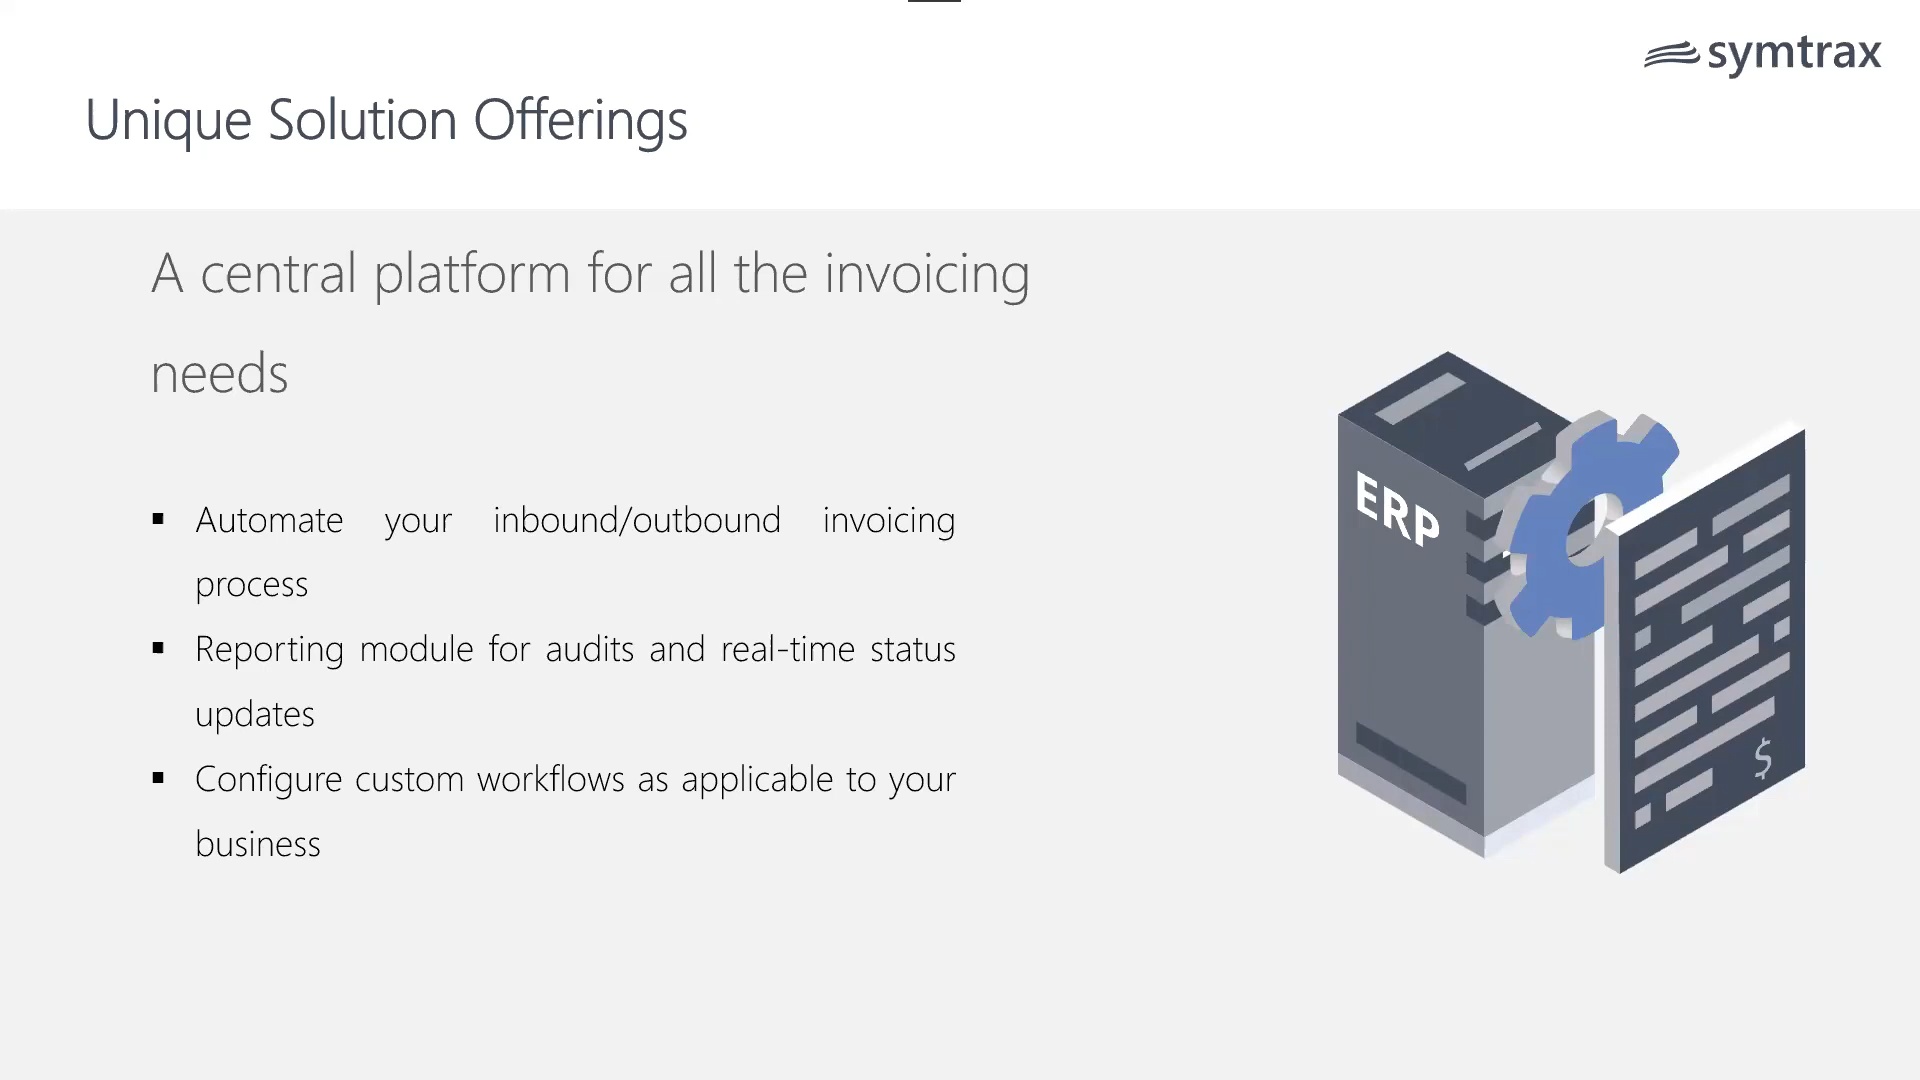 symtrax
Unique Solution Offerings
A central platform for all the invoicing
needs
▪ Automate your inbound/outbound invoicing
process
▪ Reporting module for audits and real-time status
updates
▪ Configure custom workflows as applicable to your
business
ERP
$